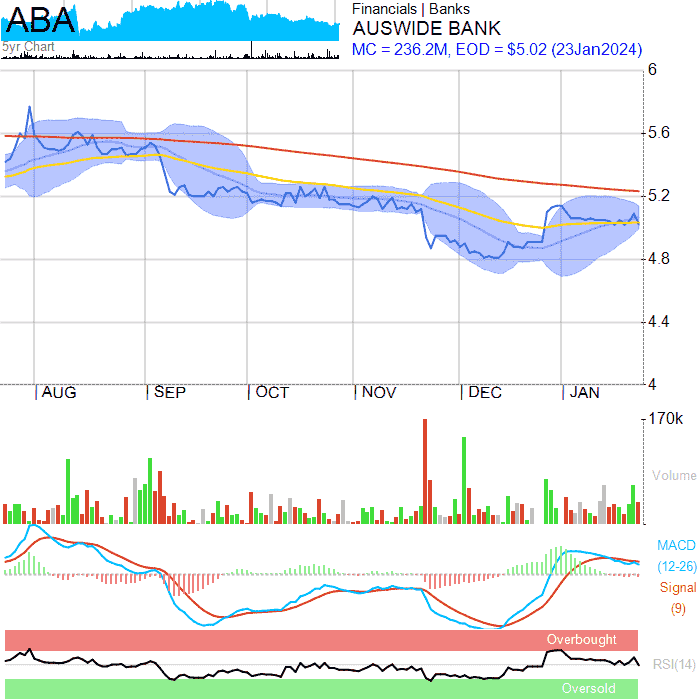 ABA
5yr Chart
Financials | Banks
AUSWIDE BANK
MC = 236.2M, EOD = $5.02 (23Jan2024)
6
5.6
5.2
4.8
4.4
4
AUG SEP OCT NOV DEC JAN
170k
Volume
MACD
(12-26)
Signal
(9)
Overbought
RSI(14)
Oversold